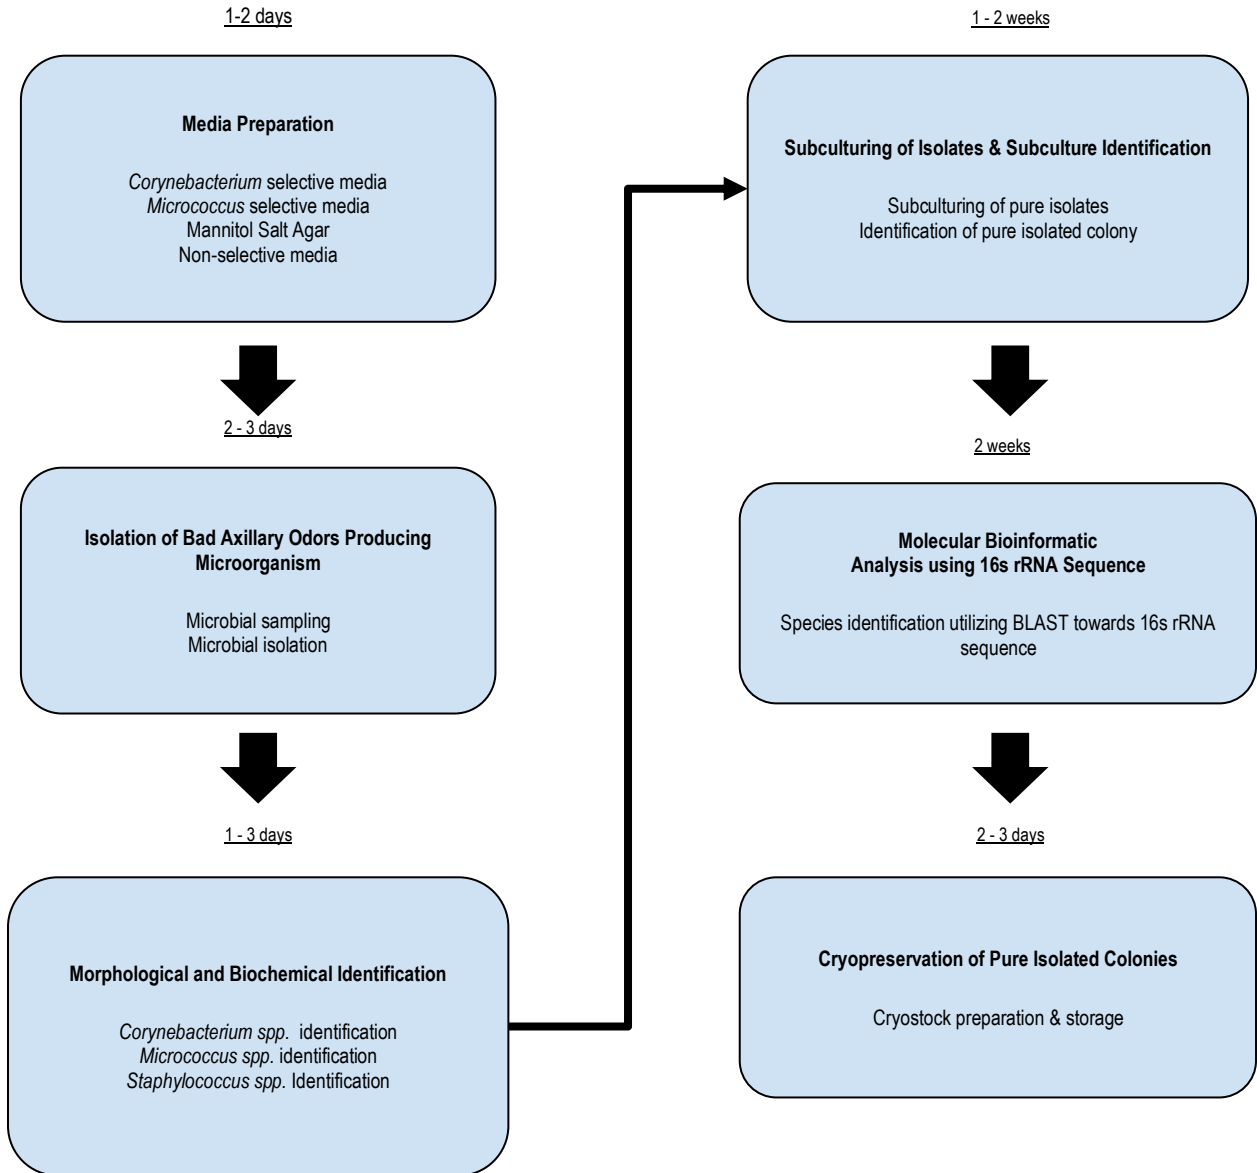 1-2 days
Media Preparation
Corynebacterium selective media
Micrococcus selective media
Mannitol Salt Agar
Non-selective media
2 - 3 days
Isolation of Bad Axillary Odors Producing
Microorganism
Microbial sampling
Microbial isolation
1 - 3 days
Morphological and Biochemical Identification
Corynebacterium spp. identification
Micrococcus spp. identification
Staphylococcus spp. Identification
1 - 2 weeks
Subculturing of Isolates & Subculture Identification
Subculturing of pure isolates
Identification of pure isolated colony
2 weeks
Molecular Bioinformatic
Analysis using 16s rRNA Sequence
Species identification utilizing BLAST towards 16s rRNA
sequence
2 - 3 days
Cryopreservation of Pure Isolated Colonies
Cryostock preparation & storage